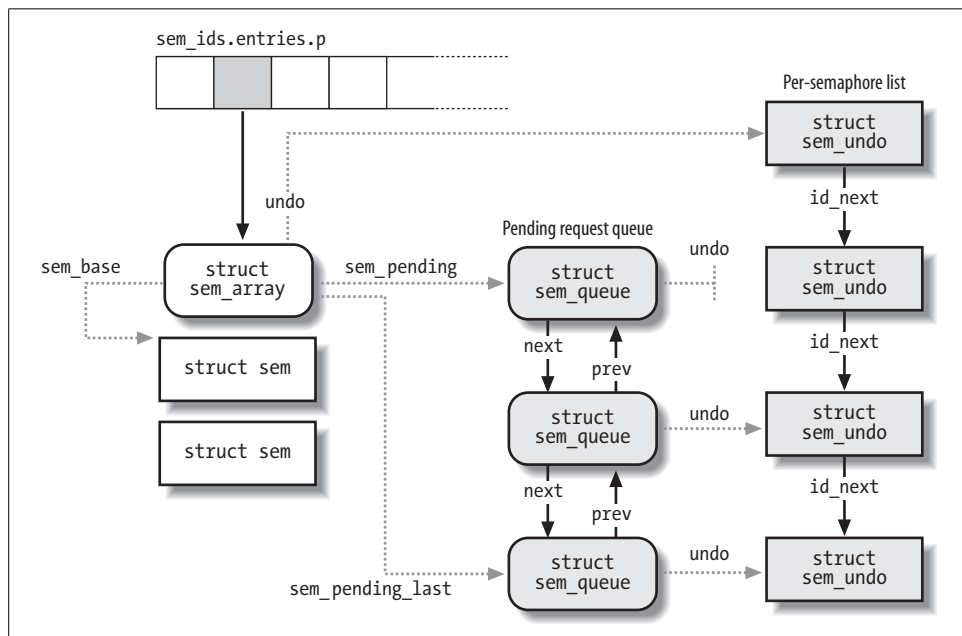 sem_ids.entries.p
Per-semaphore list
struct
sem_undo
undo
id_next
Pending request queue
undo
sem_base
struct
sem_array
sem_pending
struct
sem_queue
struct
sem_undo
next
prev
id_next
struct sem
struct
sem_queue
undo
struct
sem_undo
struct sem
next
prev
id_next
sem_pending_last
struct
sem_queue
undo
struct
sem_undo